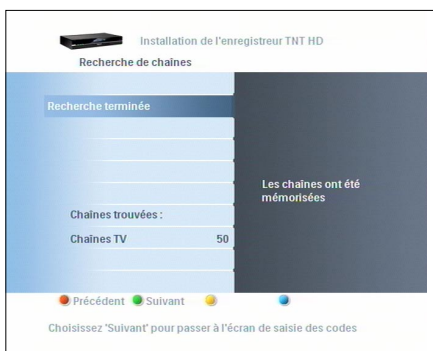 Installation de l'enregistreur TNT HD
Recherche de chaînes
Recherche terminée
Les chaînes ont été
mémorisées
Chaînes trouvées :
Chaînes TV 50
Précédent Suivant
Choisissez 'Suivant' pour passer à l'écran de saisie des codes